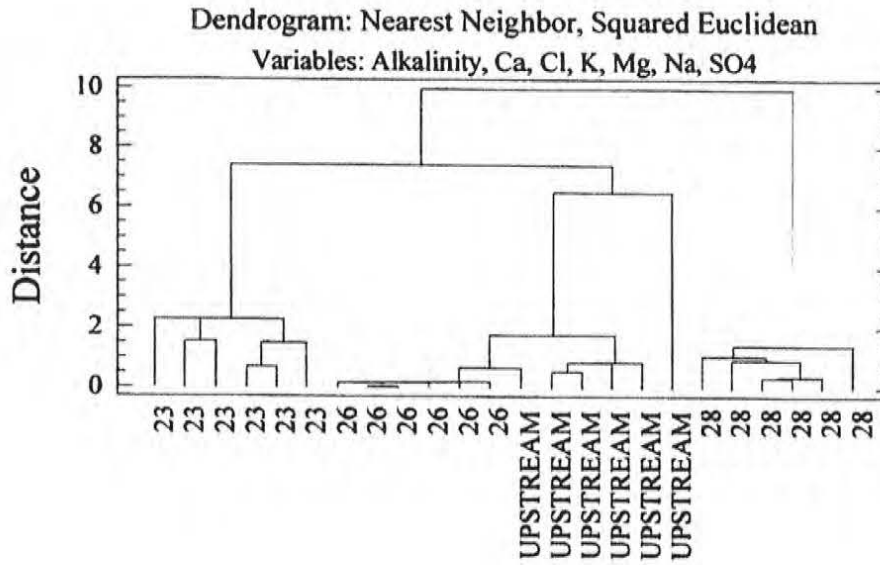 Dendrogram: Nearest Neighbor, Squared Euclidean
Variables: Alkalinity, Ca, Cl, K, Mg, Na, SO4
Distance
10
8
6
4
2
0
23
23
23
23
23
23
26
26
26
26
26
26
UPSTREAM
UPSTREAM
UPSTREAM
UPSTREAM
UPSTREAM
UPSTREAM
28
28
28
28
28
28